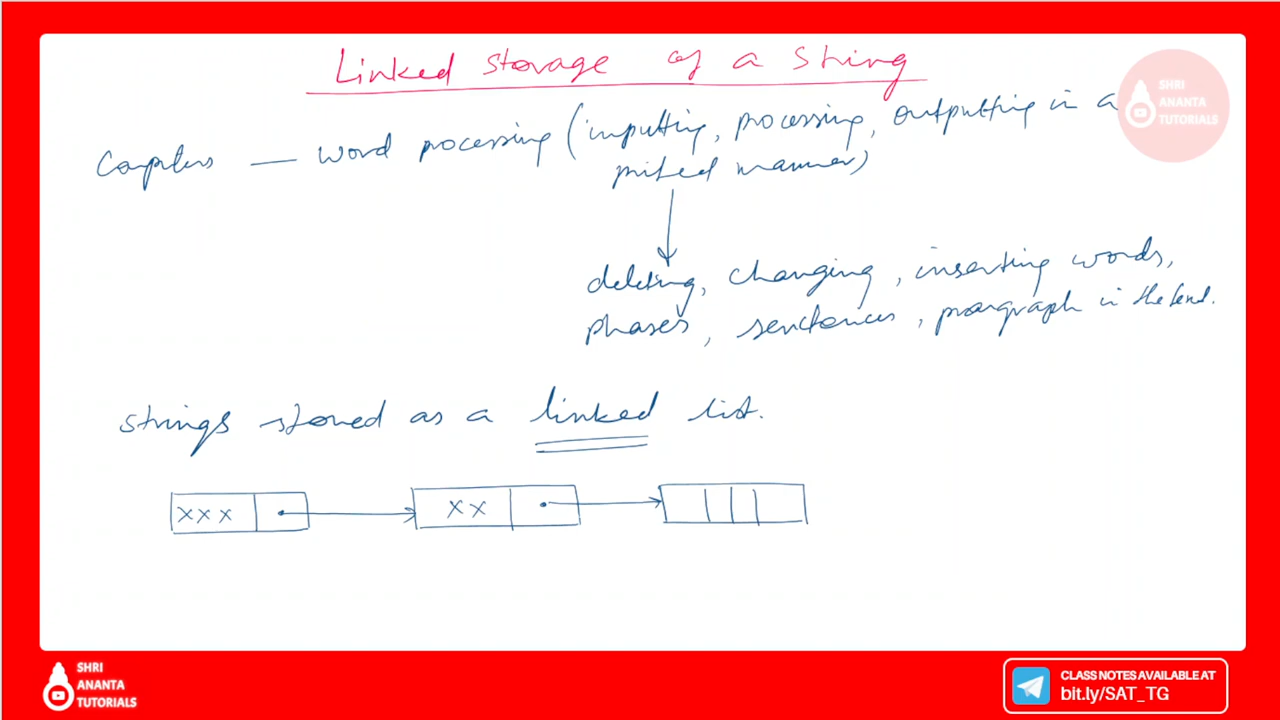 Linked storage of a string
SHRI
ANANTA
TUTORIALS
Computers — word processing (inputting, processing, outputting in a
printed manner)
deleting, changing, inserting words,
phases, sentences, paragraph in the text.
strings stored as a linked list.
xxx
xx
SHRI
ANANTA
TUTORIALS
CLASS NOTES AVAILABLE AT
bit.ly/SAT_TG